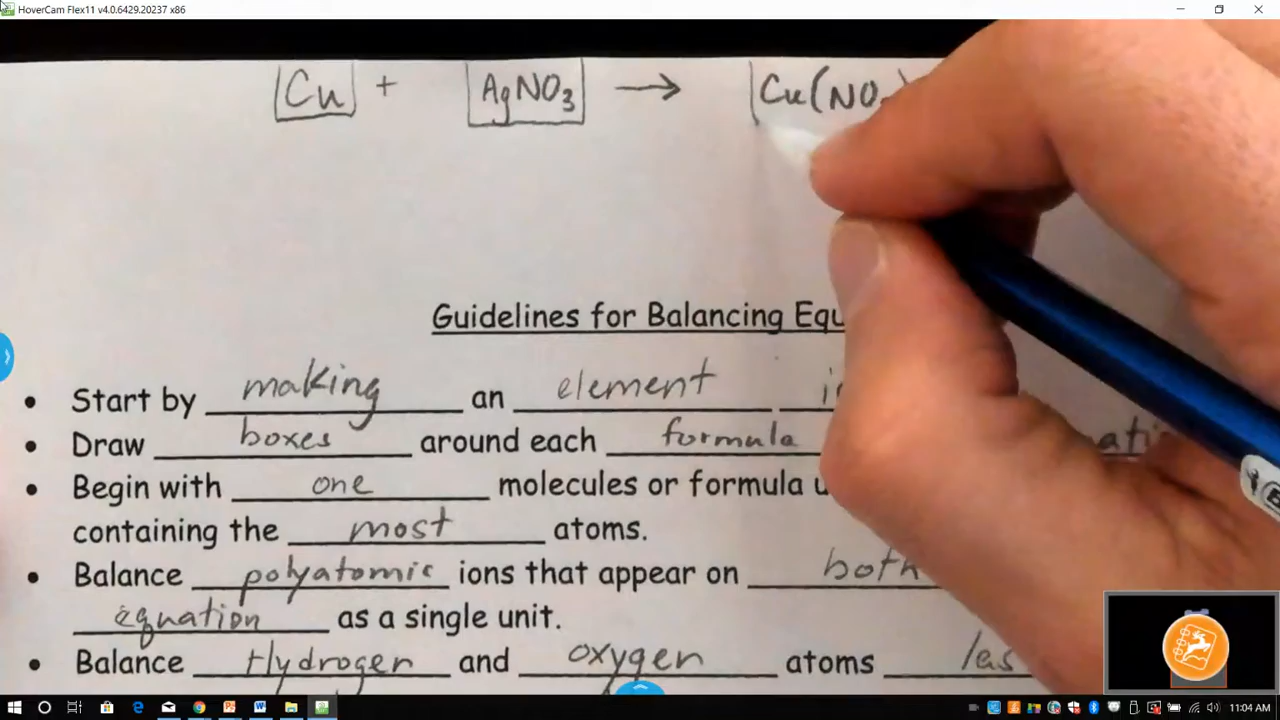 HoverCam Flex11 v4.0.6429.20237 x86
Cu + AgNO₃ → Cu(NO
Guidelines for Balancing Equ
• Start by making an element
• Draw boxes around each formula
• Begin with one molecules or formula u
containing the most atoms.
• Balance polyatomic ions that appear on both
equation as a single unit.
• Balance Hydrogen and oxygen atoms las
11:04 AM